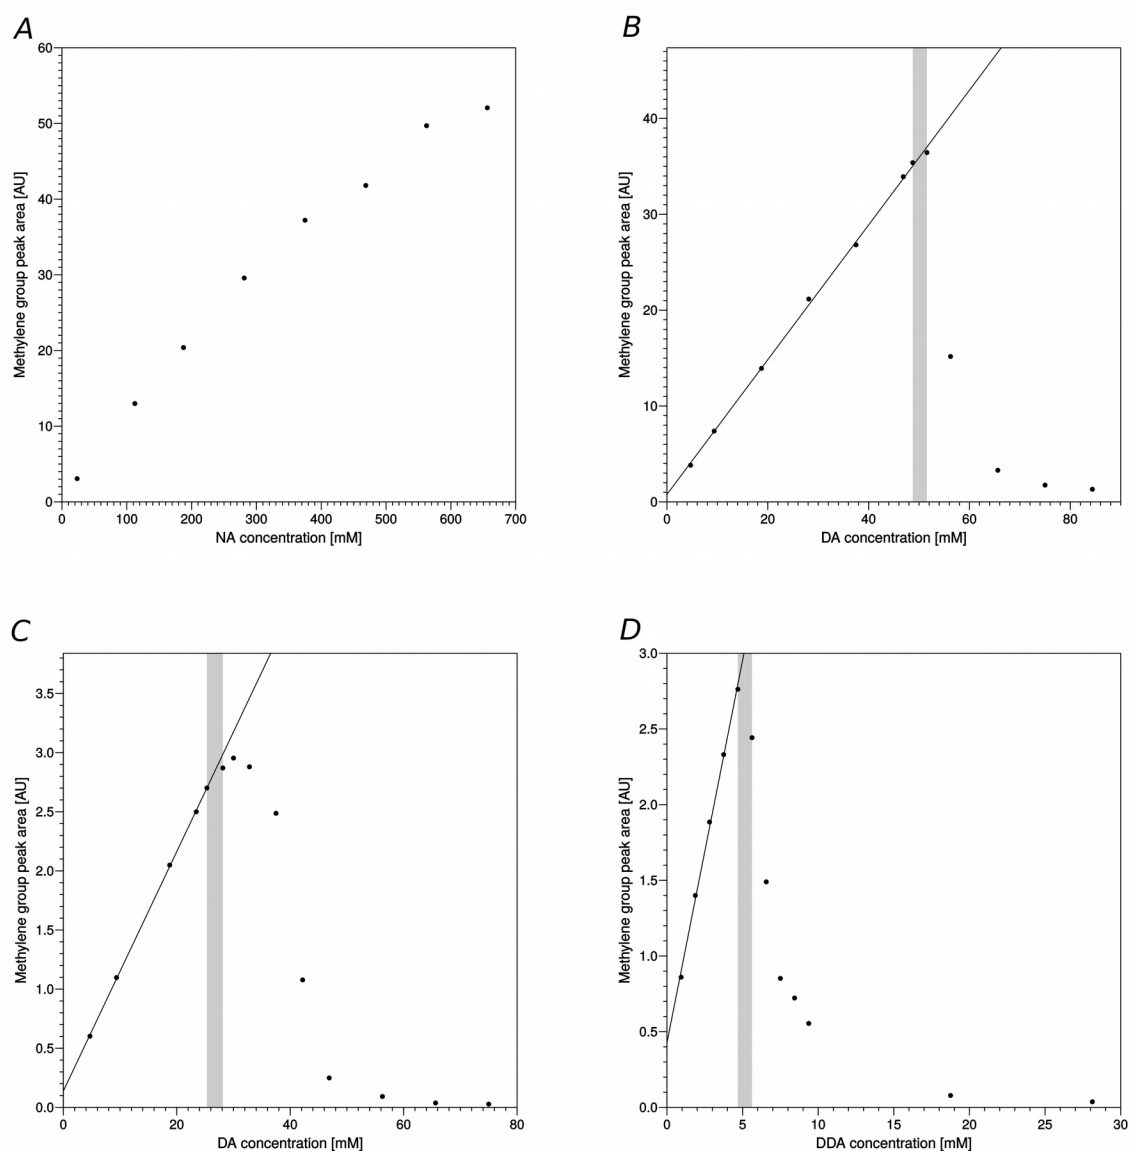 A
60
50
40
30
20
10
0
Methylene group peak area [AU]
0 100 200 300 400 500 600 700
NA concentration [mM]
B
40
30
20
10
0
Methylene group peak area [AU]
0 20 40 60 80
DA concentration [mM]
C
3.5
3.0
2.5
2.0
1.5
1.0
0.5
0.0
Methylene group peak area [AU]
0 20 40 60 80
DA concentration [mM]
D
3.0
2.5
2.0
1.5
1.0
0.5
0.0
Methylene group peak area [AU]
0 5 10 15 20 25 30
DDA concentration [mM]